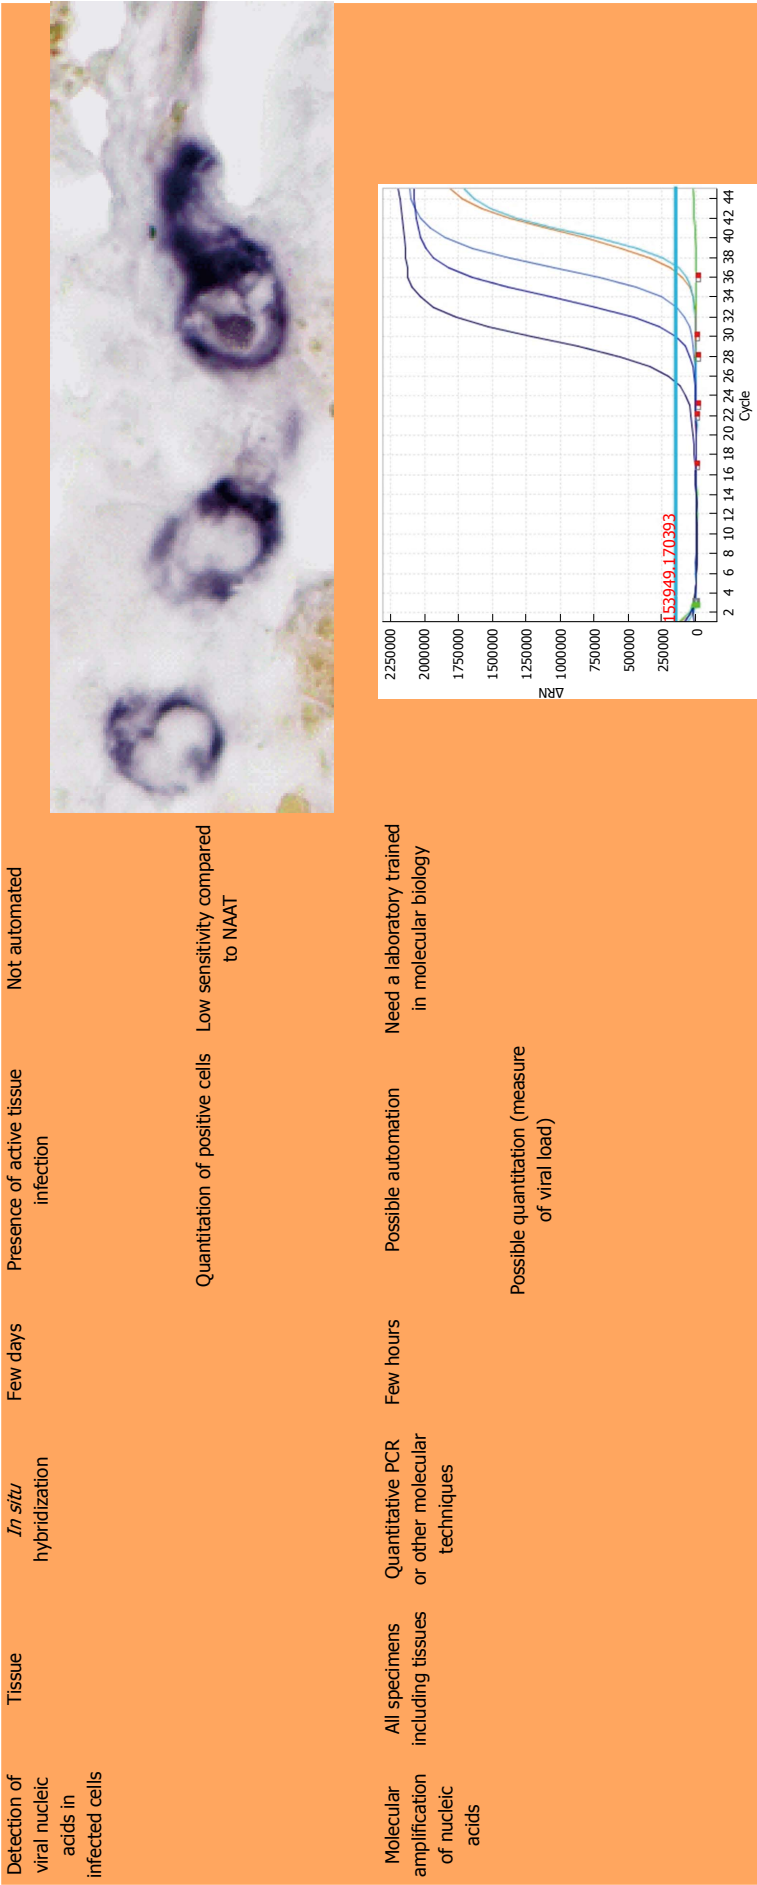 Detection of
viral nucleic
acids in
infected cells
Tissue
In situ
hybridization
Few days
Presence of active tissue
infection
Quantitation of positive cells
Not automated
Low sensitivity compared
to NAAT
Molecular
amplification
of nucleic
acids
All specimens
including tissues
Quantitative PCR
or other molecular
techniques
Few hours
Possible automation
Possible quantitation (measure
of viral load)
Need a laboratory trained
in molecular biology
ΔRN
2250000
2000000
1750000
1500000
1250000
1000000
750000
500000
250000
0
153949.170393
2 4 6 8 10 12 14 16 18 20 22 24 26 28 30 32 34 36 38 40 42 44
Cycle